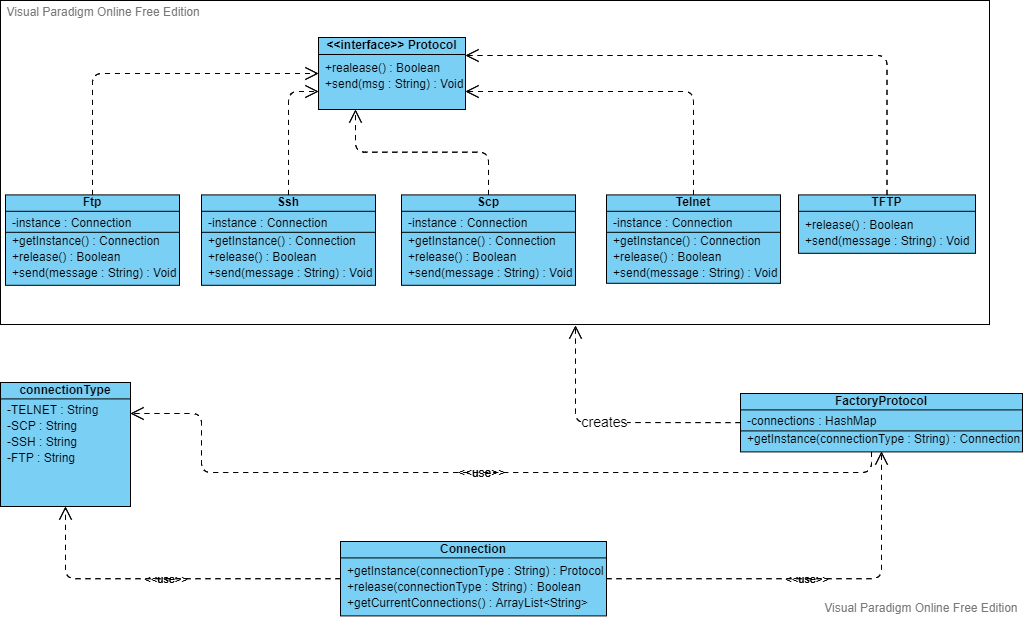 Visual Paradigm Online Free Edition
<<interface>> Protocol
+realease() : Boolean
+send(msg : String) : Void
Ftp
-instance : Connection
+getInstance() : Connection
+release() : Boolean
+send(message : String) : Void
Ssh
-instance : Connection
+getInstance() : Connection
+release() : Boolean
+send(message : String) : Void
Scp
-instance : Connection
+getInstance() : Connection
+release() : Boolean
+send(message : String) : Void
Telnet
-instance : Connection
+getInstance() : Connection
+release() : Boolean
+send(message : String) : Void
TFTP
+release() : Boolean
+send(message : String) : Void
connectionType
-TELNET : String
-SCP : String
-SSH : String
-FTP : String
creates
FactoryProtocol
-connections : HashMap
+getInstance(connectionType : String) : Connection
<<use>>
Connection
+getInstance(connectionType : String) : Protocol
+release(connectionType : String) : Boolean
+getCurrentConnections() : ArrayList<String>
<<use>>
<<use>>
Visual Paradigm Online Free Edition